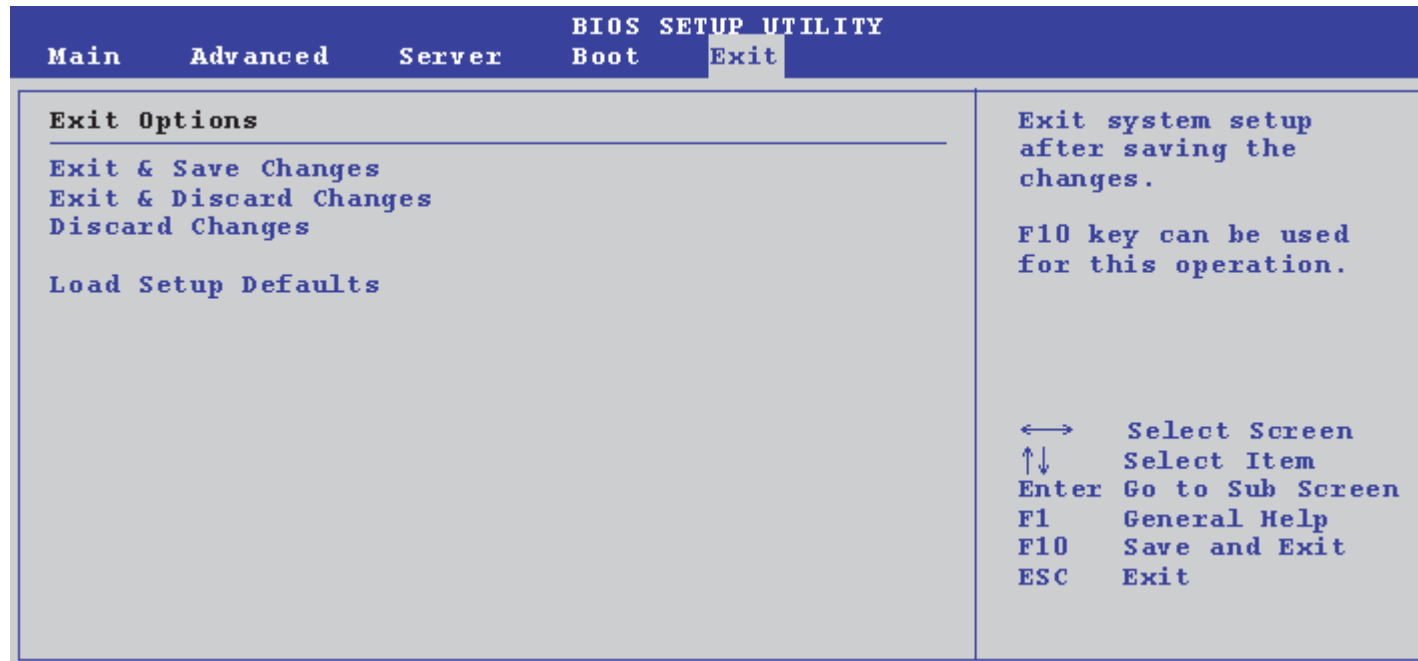 BIOS SETUP UTILITY
Main Advanced Server Boot Exit
Exit Options
Exit & Save Changes
Exit & Discard Changes
Discard Changes
Load Setup Defaults
Exit system setup
after saving the
changes.
F10 key can be used
for this operation.
←→ Select Screen
↑↓ Select Item
Enter Go to Sub Screen
F1 General Help
F10 Save and Exit
ESC Exit